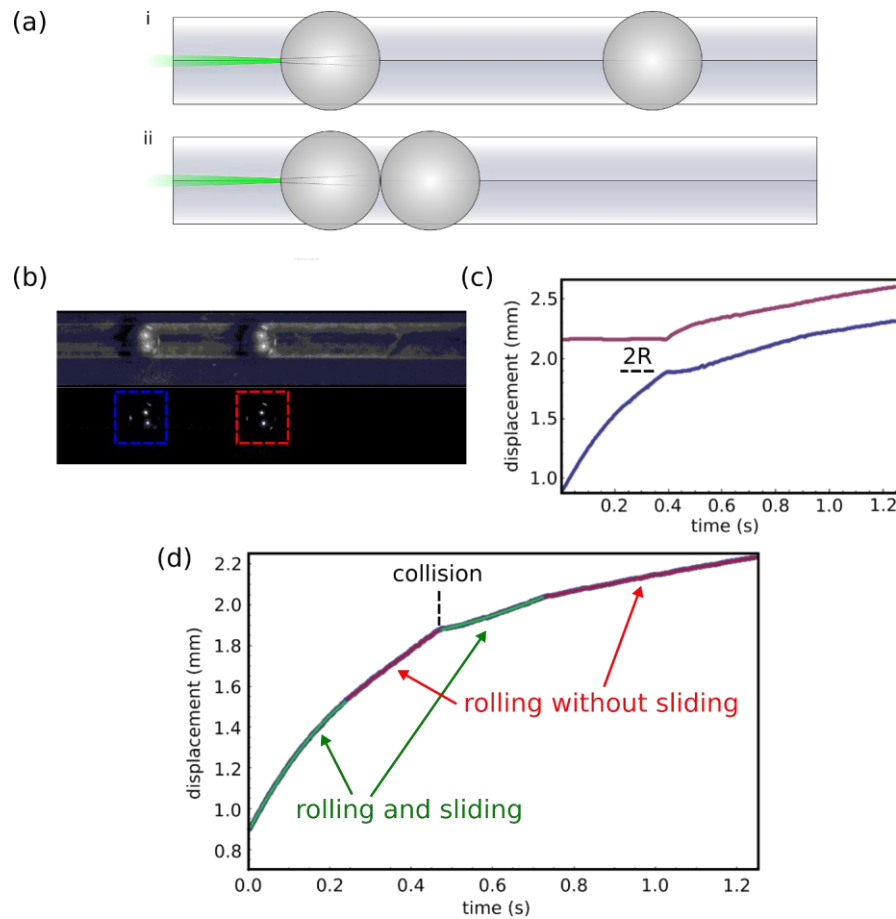 (a)
i
ii
(b)
(c)
2.5
2.0
1.5
1.0
displacement (mm)
2R
0.2 0.4 0.6 0.8 1.0 1.2
time (s)
(d)
2.2
2.0
1.8
1.6
1.4
1.2
1.0
0.8
displacement (mm)
collision
rolling without sliding
rolling and sliding
0.0 0.2 0.4 0.6 0.8 1.0 1.2
time (s)